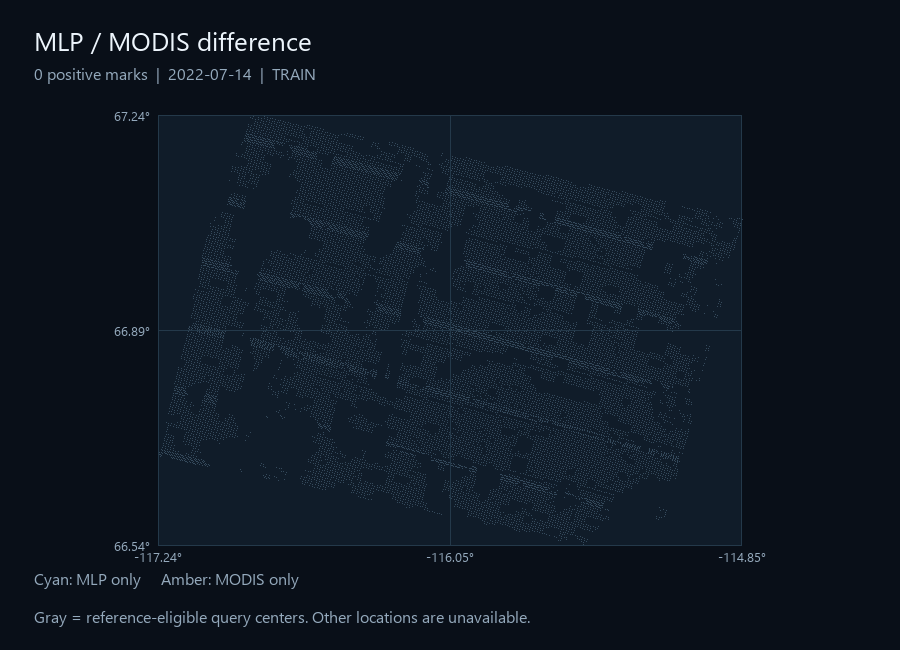 MLP / MODIS difference
0 positive marks | 2022-07-14 | TRAIN
67.24°
66.89°
66.54°
-117.24°
-116.05°
-114.85°
Cyan: MLP only Amber: MODIS only
Gray = reference-eligible query centers. Other locations are unavailable.